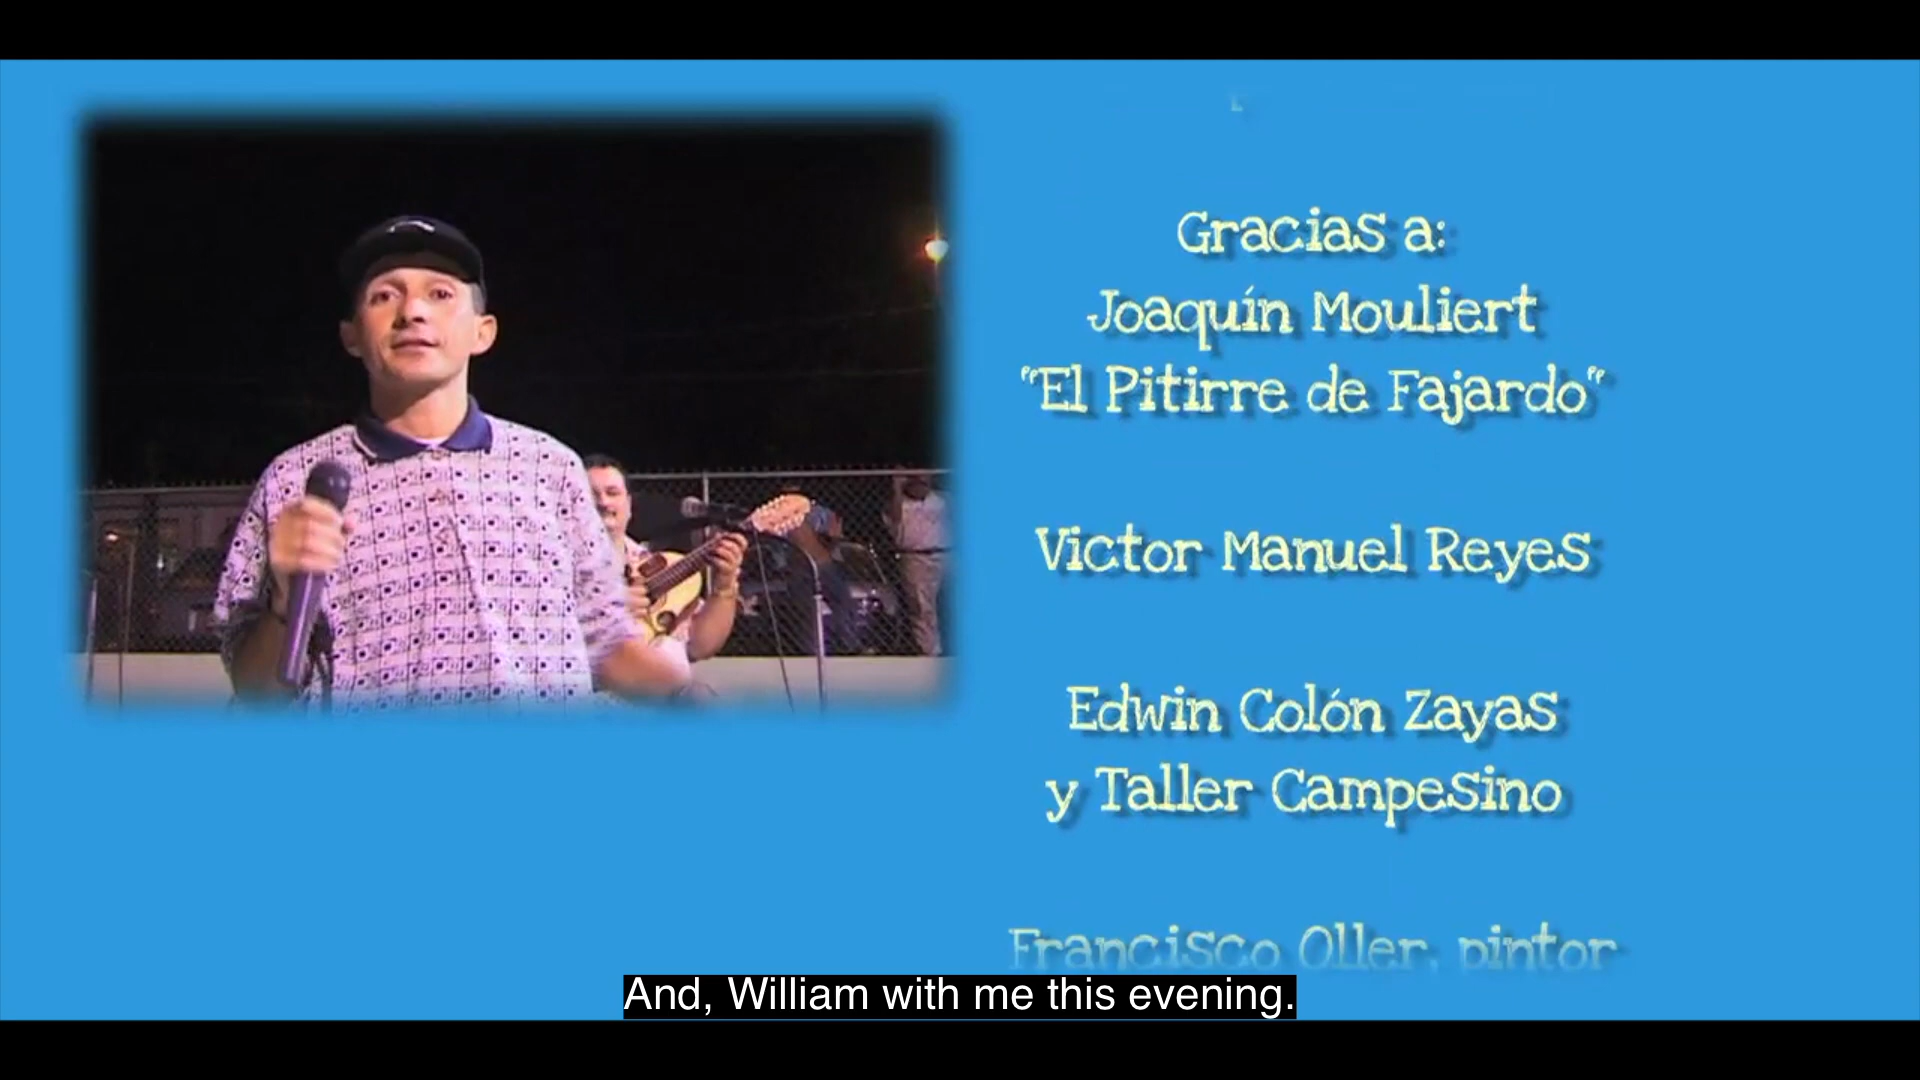 Gracias a:
Joaquín Mouliert
"El Pitirre de Fajardo"
Victor Manuel Reyes
Edwin Colón Zayas
y Taller Campesino
Francisco Oller, pintor
And, William with me this evening.